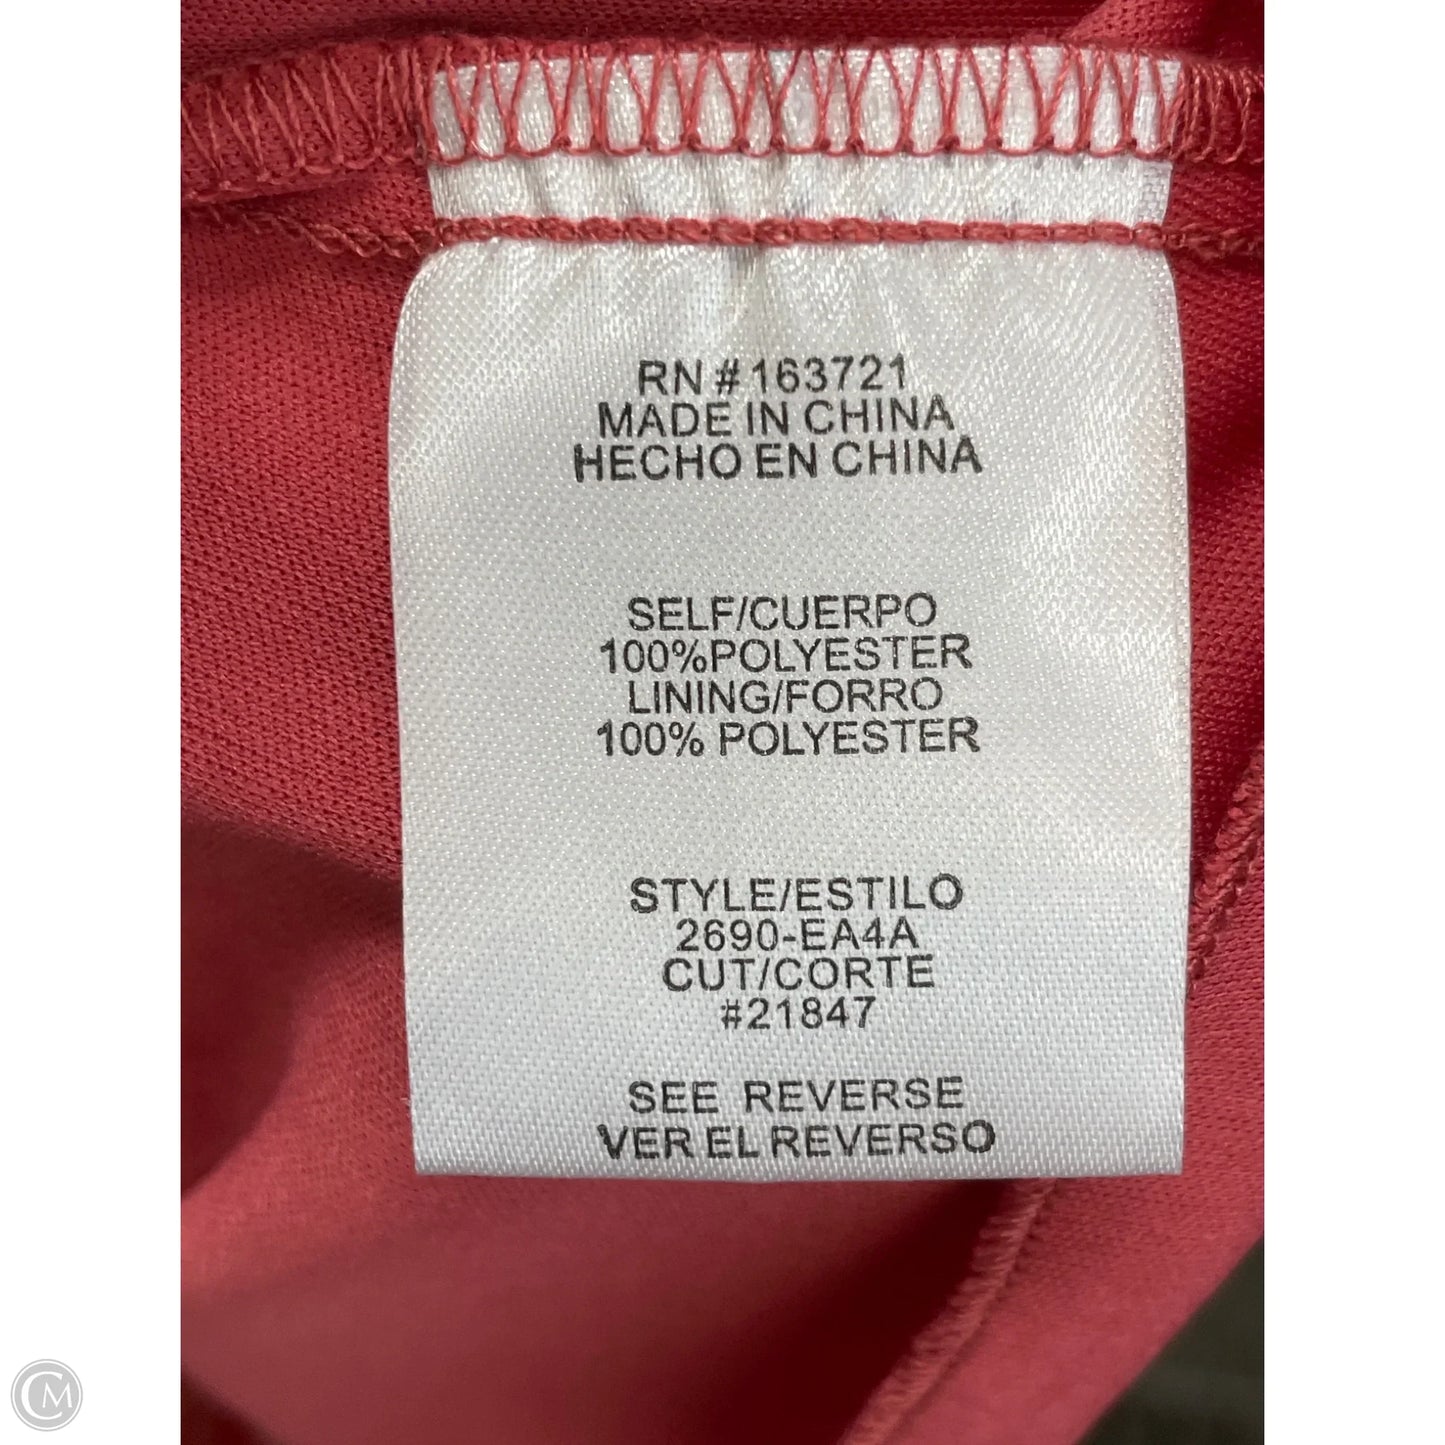 RN # 163721
MADE IN CHINA
HECHO EN CHINA
SELF/CUERPO
100%POLYESTER
LINING/FORRO
100% POLYESTER
STYLE/ESTILO
2690-EA4A
CUT/CORTE
#21847
SEE REVERSE
VER EL REVERSO
CM